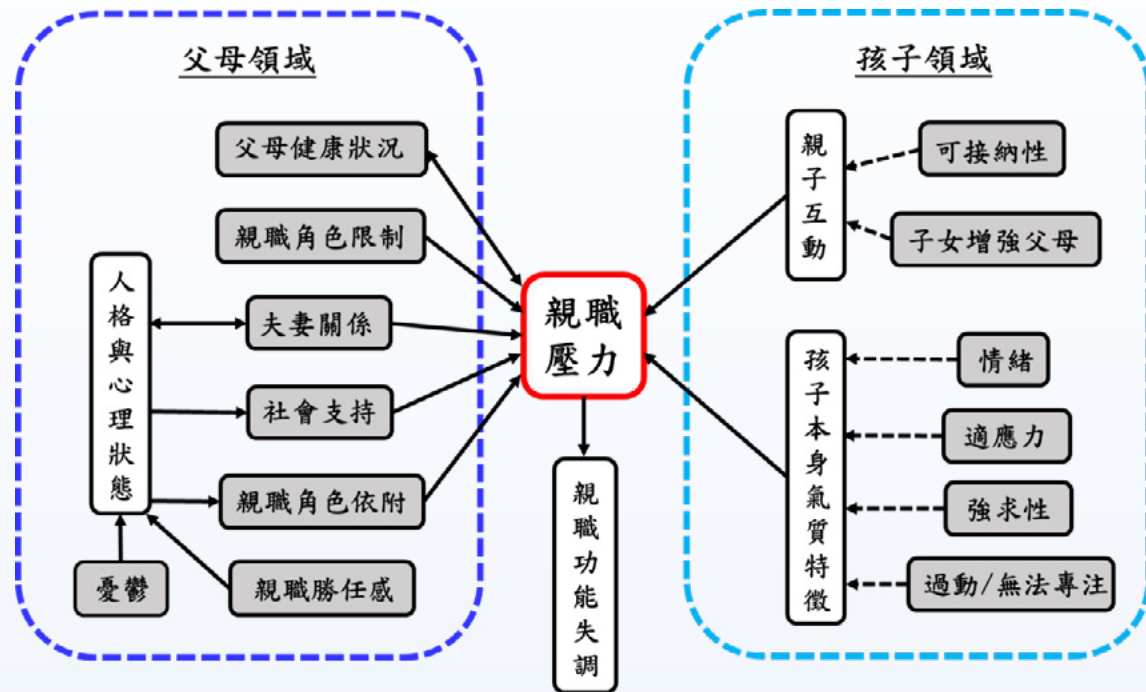 父母領域
父母健康狀況
親職角色限制
人格與心理狀態
夫妻關係
社會支持
親職角色依附
憂鬱
親職勝任感
親職
壓力
親職功能失調
孩子領域
親子互動
可接納性
子女增強父母
孩子本身氣質特徵
情緒
適應力
強求性
過動/無法專注